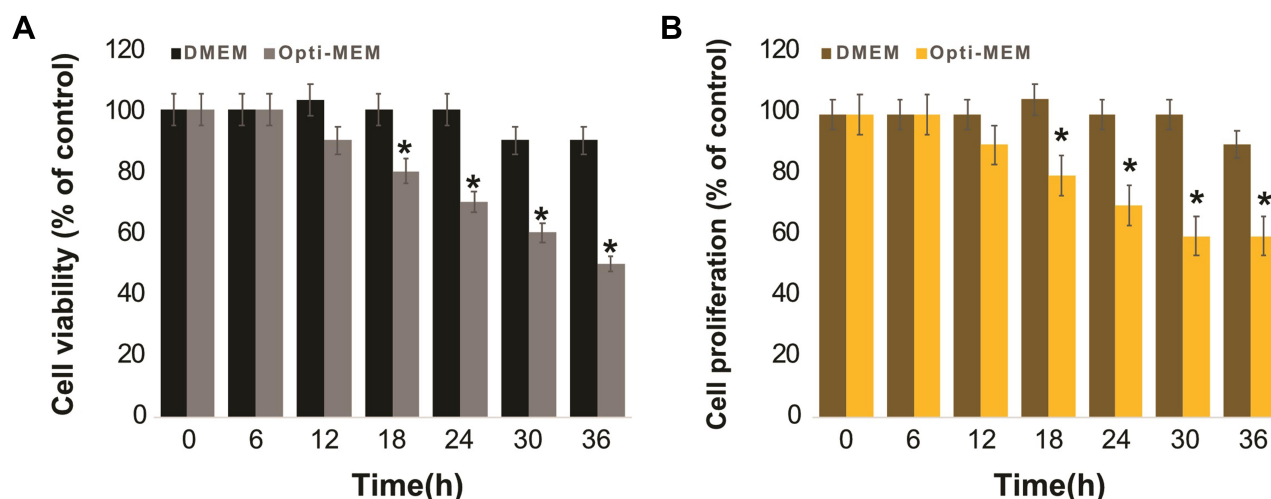 A
Cell viability (% of control)
120
100
80
60
40
20
0
DMEM Opti-MEM
* * * *
0 6 12 18 24 30 36
Time(h)
B
Cell proliferation (% of control)
120
100
80
60
40
20
0
DMEM Opti-MEM
* * * *
0 6 12 18 24 30 36
Time(h)